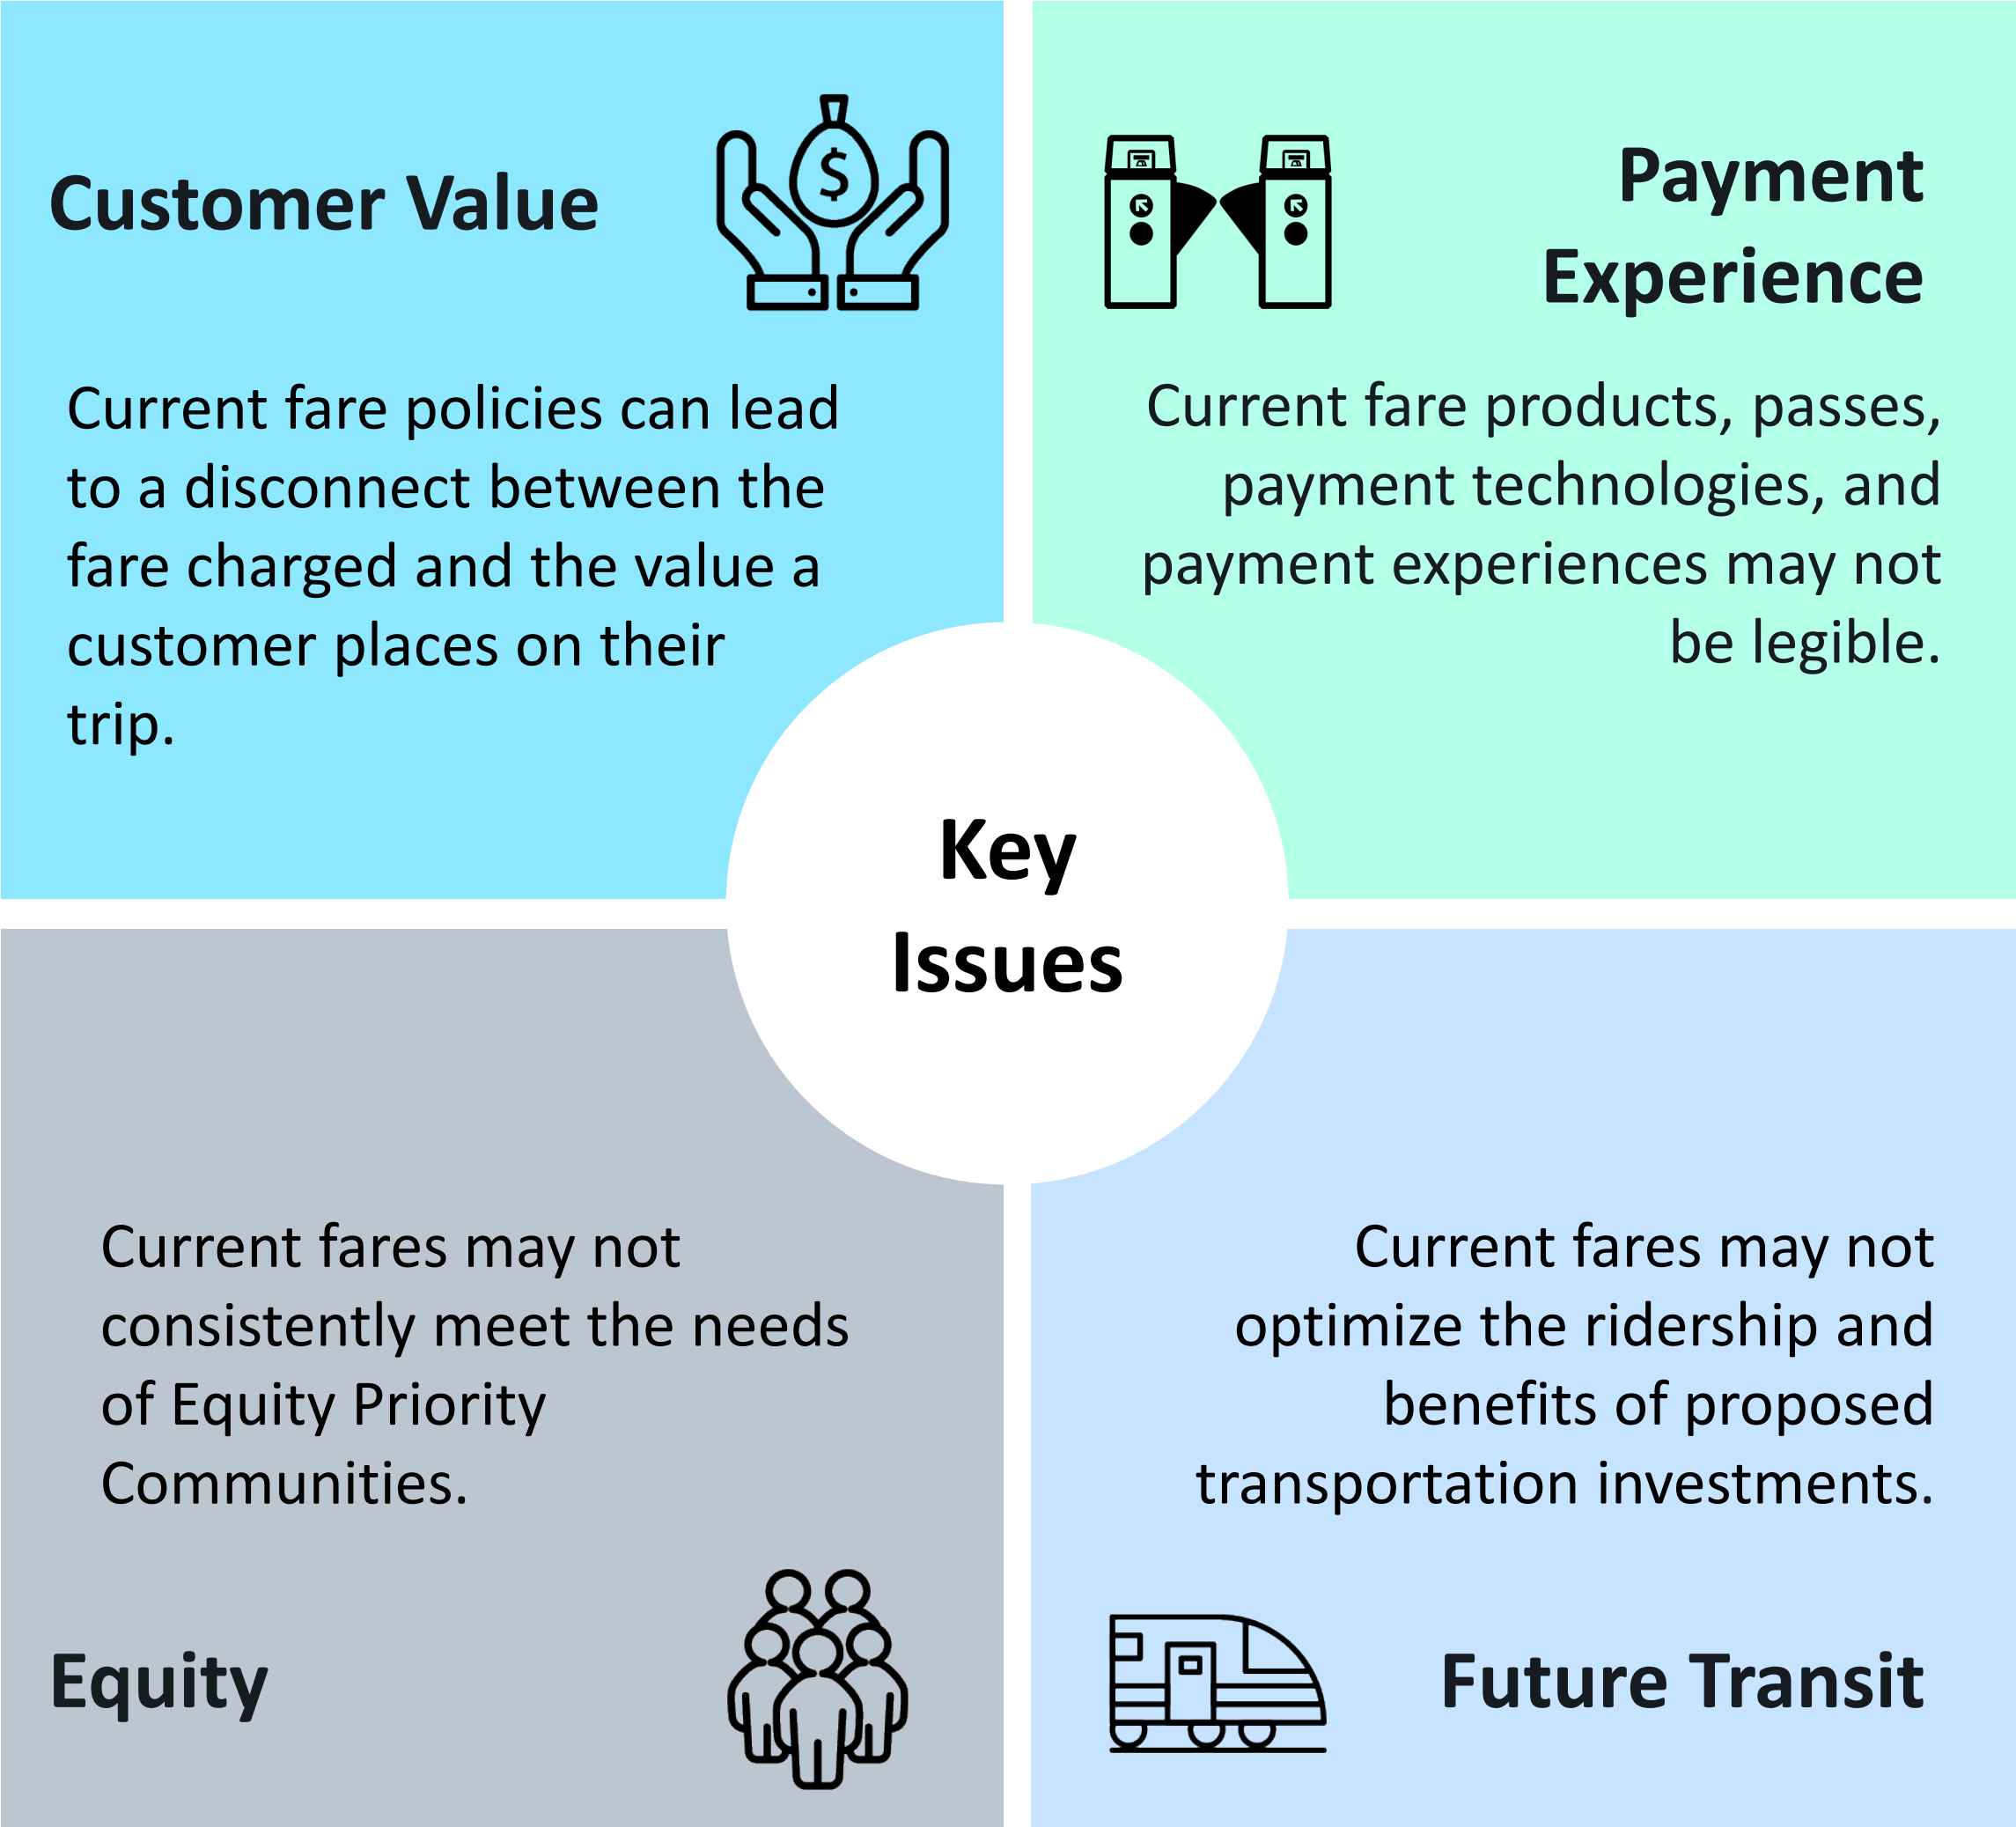 Customer Value
$
Current fare policies can lead
to a disconnect between the
fare charged and the value a
customer places on their
trip.
Payment
Experience
Current fare products, passes,
payment technologies, and
payment experiences may not
be legible.
Key
Issues
Current fares may not
consistently meet the needs
of Equity Priority
Communities.
Equity
Current fares may not
optimize the ridership and
benefits of proposed
transportation investments.
Future Transit